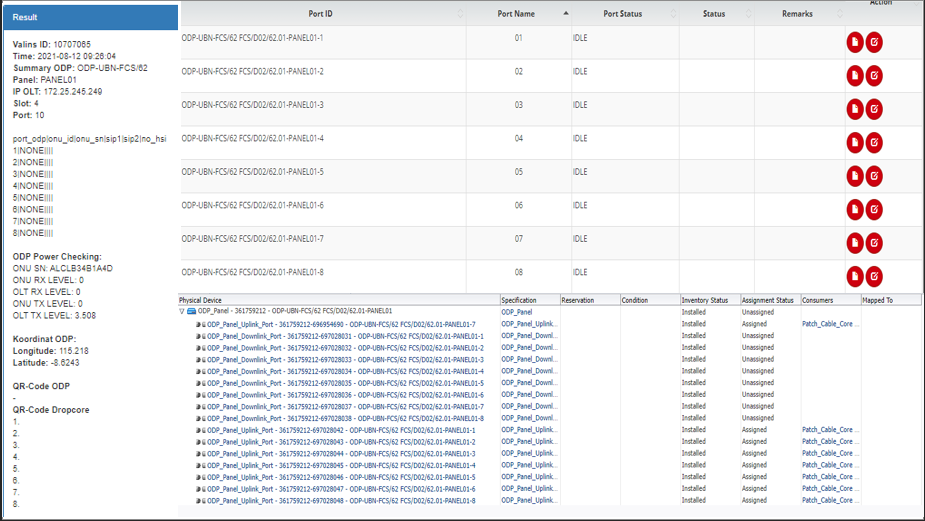 Result
Valins ID: 10707065
Time: 2021-08-12 09:26:04
Summary ODP: ODP-UBN-FCS/62
Panel: PANEL01
IP OLT: 172.25.245.249
Slot: 4
Port: 10
port_odp|onu_id|onu_sn|sip1|sip2|no_hsi
1|NONE||||
2|NONE||||
3|NONE||||
4|NONE||||
5|NONE||||
6|NONE||||
7|NONE||||
8|NONE||||
ODP Power Checking:
ONU SN: ALCLB34B1A4D
ONU RX LEVEL: 0
OLT RX LEVEL: 0
ONU TX LEVEL: 0
OLT TX LEVEL: 3.508
Koordinat ODP:
Longitude: 115.218
Latitude: -8.6243
QR-Code ODP
-
QR-Code Dropcore
1.
2.
3.
4.
5.
6.
7.
8.
Port ID Port Name Port Status Status Remarks Action
ODP-UBN-FCS/62 FCS/D02/62.01-PANEL01-1 01 IDLE
ODP-UBN-FCS/62 FCS/D02/62.01-PANEL01-2 02 IDLE
ODP-UBN-FCS/62 FCS/D02/62.01-PANEL01-3 03 IDLE
ODP-UBN-FCS/62 FCS/D02/62.01-PANEL01-4 04 IDLE
ODP-UBN-FCS/62 FCS/D02/62.01-PANEL01-5 05 IDLE
ODP-UBN-FCS/62 FCS/D02/62.01-PANEL01-6 06 IDLE
ODP-UBN-FCS/62 FCS/D02/62.01-PANEL01-7 07 IDLE
ODP-UBN-FCS/62 FCS/D02/62.01-PANEL01-8 08 IDLE
Physical Device Specification Reservation Condition Inventory Status Assignment Status Consumers Mapped To
ODP_Panel - 361759212 - ODP-UBN-FCS/62 FCS/D02/62.01-PANEL01 ODP_Panel Installed Unassigned
ODP_Panel_Uplink_Port - 361759212-696954690 - ODP-UBN-FCS/62 FCS/D02/62.01-PANEL01-7 ODP_Panel_Uplink... Installed Assigned Patch_Cable_Core ...
ODP_Panel_Downlink_Port - 361759212-697028031 - ODP-UBN-FCS/62 FCS/D02/62.01-PANEL01-1 ODP_Panel_Downl... Installed Unassigned
ODP_Panel_Downlink_Port - 361759212-697028032 - ODP-UBN-FCS/62 FCS/D02/62.01-PANEL01-2 ODP_Panel_Downl... Installed Unassigned
ODP_Panel_Downlink_Port - 361759212-697028033 - ODP-UBN-FCS/62 FCS/D02/62.01-PANEL01-3 ODP_Panel_Downl... Installed Unassigned
ODP_Panel_Downlink_Port - 361759212-697028034 - ODP-UBN-FCS/62 FCS/D02/62.01-PANEL01-4 ODP_Panel_Downl... Installed Unassigned
ODP_Panel_Downlink_Port - 361759212-697028035 - ODP-UBN-FCS/62 FCS/D02/62.01-PANEL01-5 ODP_Panel_Downl... Installed Unassigned
ODP_Panel_Downlink_Port - 361759212-697028036 - ODP-UBN-FCS/62 FCS/D02/62.01-PANEL01-6 ODP_Panel_Downl... Installed Unassigned
ODP_Panel_Downlink_Port - 361759212-697028037 - ODP-UBN-FCS/62 FCS/D02/62.01-PANEL01-7 ODP_Panel_Downl... Installed Unassigned
ODP_Panel_Downlink_Port - 361759212-697028038 - ODP-UBN-FCS/62 FCS/D02/62.01-PANEL01-8 ODP_Panel_Downl... Installed Unassigned
ODP_Panel_Uplink_Port - 361759212-697028042 - ODP-UBN-FCS/62 FCS/D02/62.01-PANEL01-1 ODP_Panel_Uplink... Installed Assigned Patch_Cable_Core ...
ODP_Panel_Uplink_Port - 361759212-697028043 - ODP-UBN-FCS/62 FCS/D02/62.01-PANEL01-2 ODP_Panel_Uplink... Installed Assigned Patch_Cable_Core ...
ODP_Panel_Uplink_Port - 361759212-697028044 - ODP-UBN-FCS/62 FCS/D02/62.01-PANEL01-3 ODP_Panel_Uplink... Installed Assigned Patch_Cable_Core ...
ODP_Panel_Uplink_Port - 361759212-697028045 - ODP-UBN-FCS/62 FCS/D02/62.01-PANEL01-4 ODP_Panel_Uplink... Installed Assigned Patch_Cable_Core ...
ODP_Panel_Uplink_Port - 361759212-697028046 - ODP-UBN-FCS/62 FCS/D02/62.01-PANEL01-5 ODP_Panel_Uplink... Installed Assigned Patch_Cable_Core ...
ODP_Panel_Uplink_Port - 361759212-697028047 - ODP-UBN-FCS/62 FCS/D02/62.01-PANEL01-6 ODP_Panel_Uplink... Installed Assigned Patch_Cable_Core ...
ODP_Panel_Uplink_Port - 361759212-697028048 - ODP-UBN-FCS/62 FCS/D02/62.01-PANEL01-8 ODP_Panel_Uplink... Installed Assigned Patch_Cable_Core ...